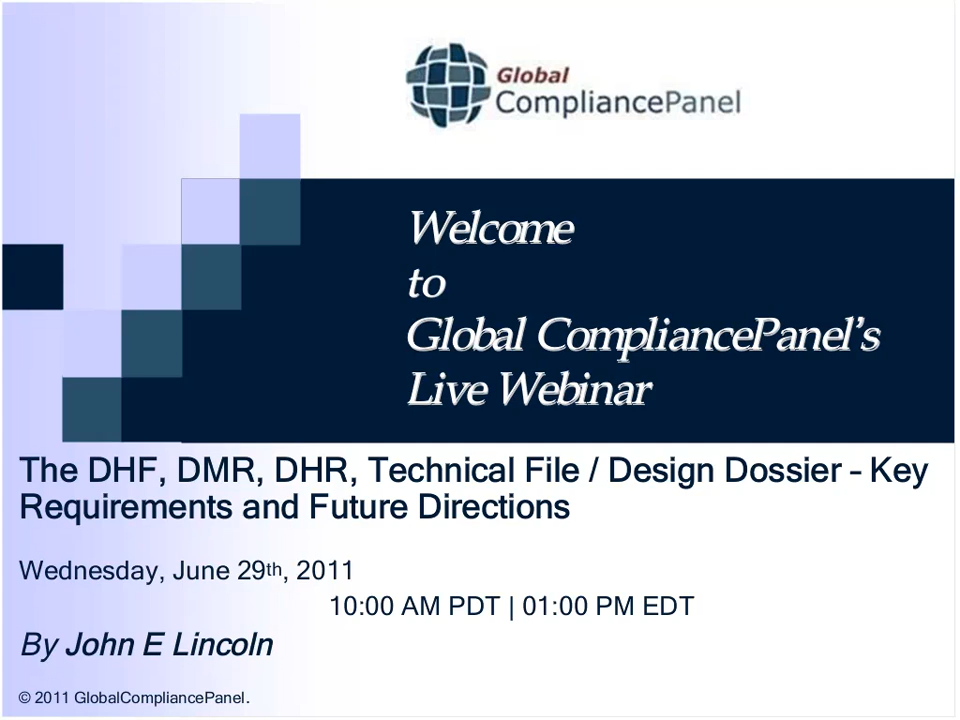 Global
CompliancePanel
Welcome
to
Global CompliancePanel’s
Live Webinar
The DHF, DMR, DHR, Technical File / Design Dossier – Key
Requirements and Future Directions
Wednesday, June 29th, 2011
10:00 AM PDT | 01:00 PM EDT
By John E Lincoln
© 2011 GlobalCompliancePanel.